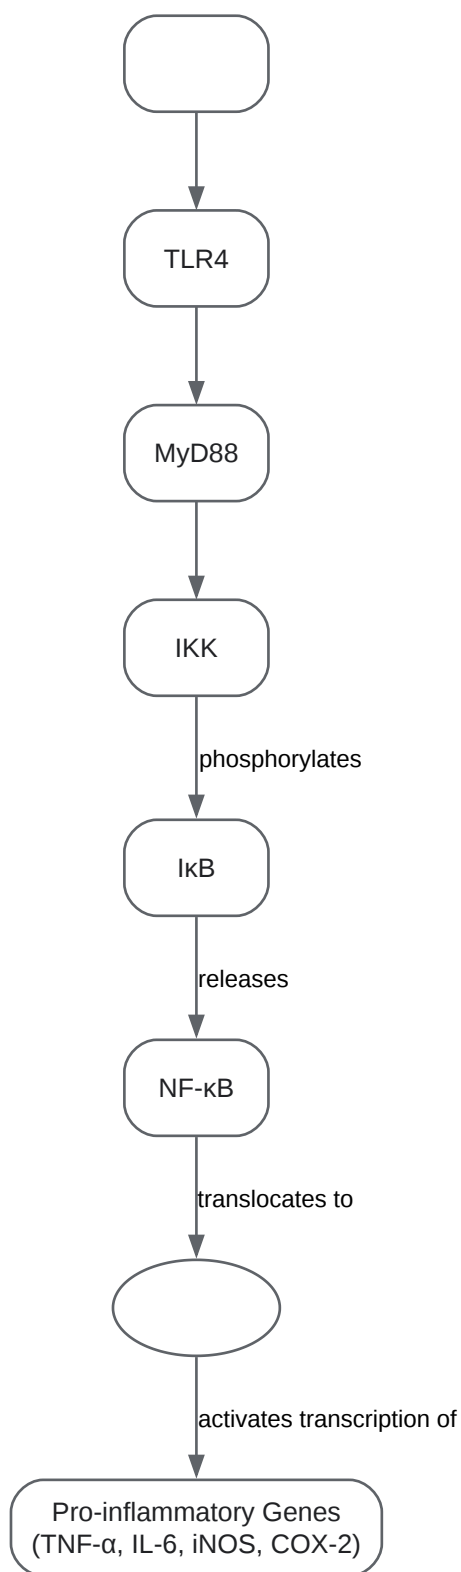 TLR4
MyD88
IKK
phosphorylates
IκB
releases
NF-κB
translocates to
activates transcription of
Pro-inflammatory Genes
(TNF-α, IL-6, iNOS, COX-2)